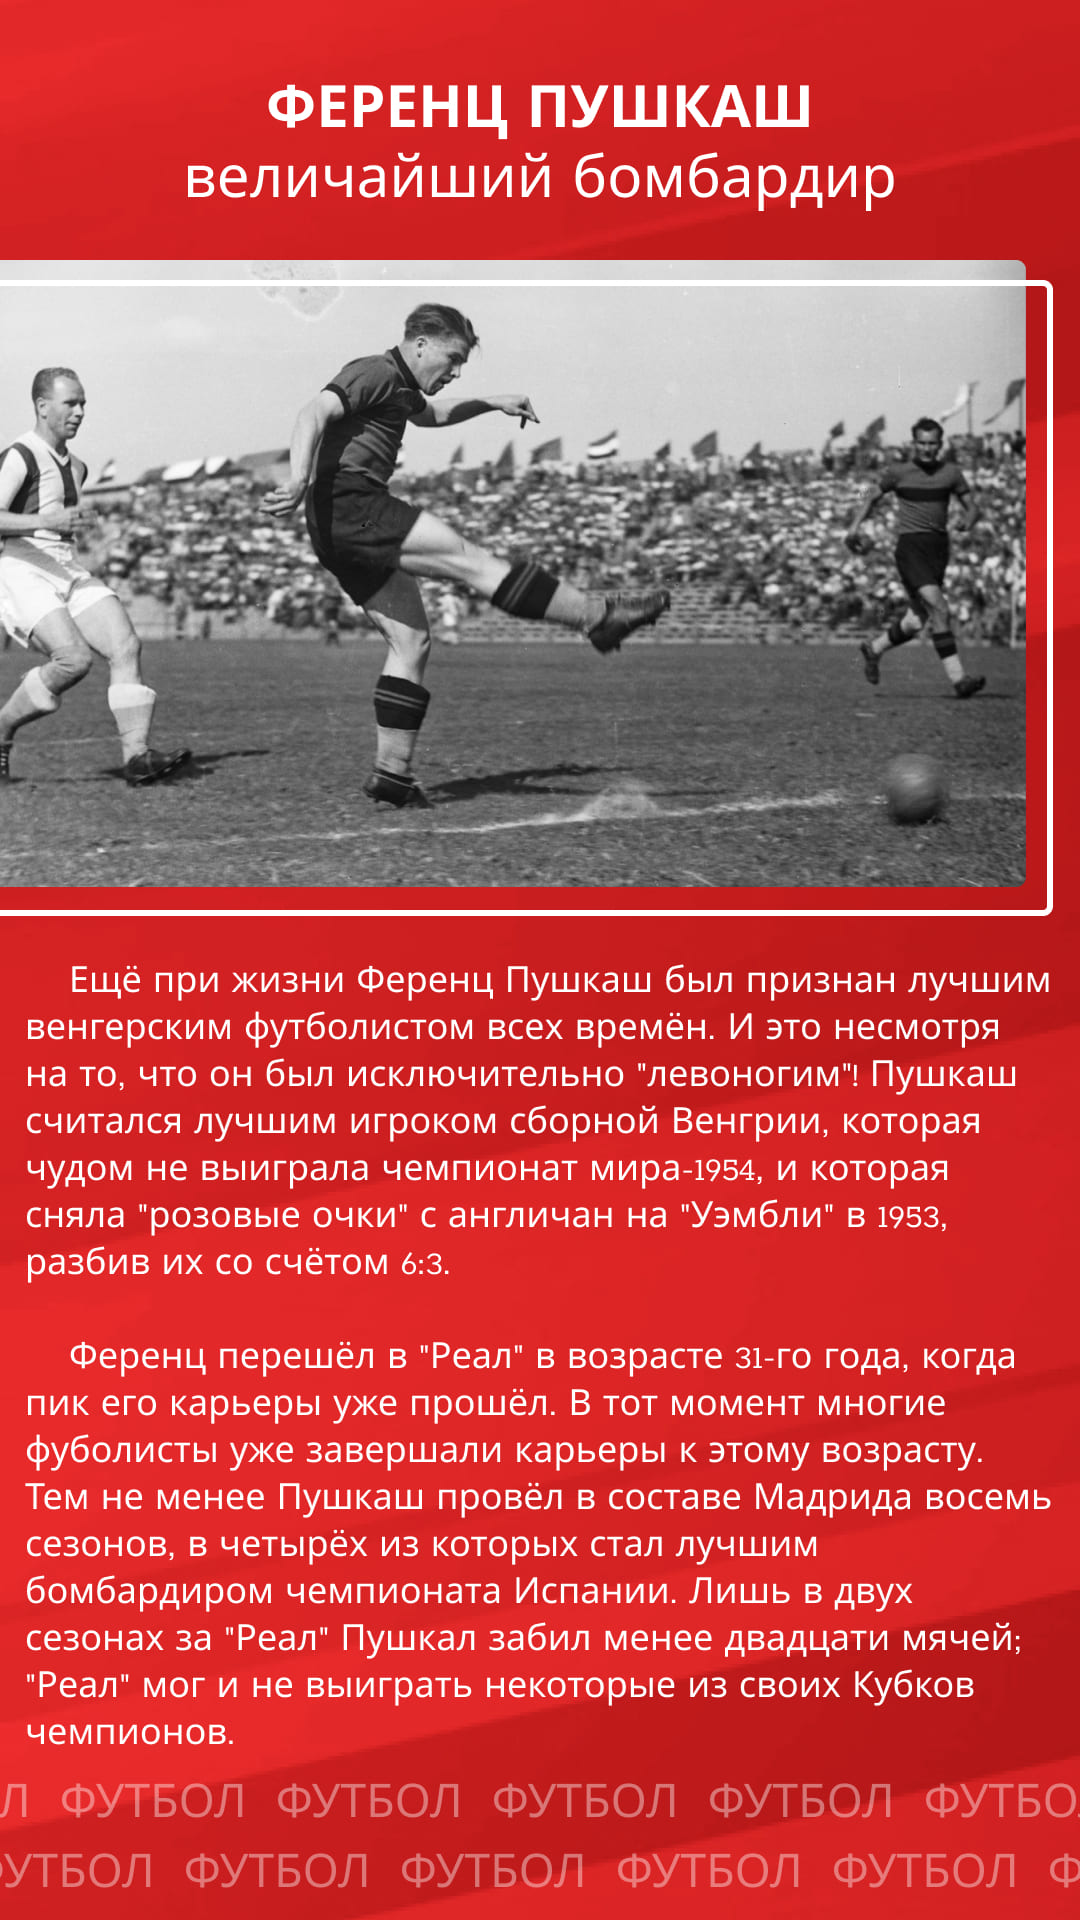 ФЕРЕНЦ ПУШКАШ
величайший бомбардир
Ещё при жизни Ференц Пушкаш был признан лучшим
венгерским футболистом всех времён. И это несмотря
на то, что он был исключительно "левоногим"! Пушкаш
считался лучшим игроком сборной Венгрии, которая
чудом не выиграла чемпионат мира-1954, и которая
сняла "розовые очки" с англичан на "Уэмбли" в 1953,
разбив их со счётом 6:3.
Ференц перешёл в "Реал" в возрасте 31-го года, когда
пик его карьеры уже прошёл. В тот момент многие
фуболисты уже завершали карьеры к этому возрасту.
Тем не менее Пушкаш провёл в составе Мадрида восемь
сезонов, в четырёх из которых стал лучшим
бомбардиром чемпионата Испании. Лишь в двух
сезонах за "Реал" Пушкал забил менее двадцати мячей;
"Реал" мог и не выиграть некоторые из своих Кубков
чемпионов.
Л ФУТБОЛ ФУТБОЛ ФУТБОЛ ФУТБОЛ ФУТБО
УТБОЛ ФУТБОЛ ФУТБОЛ ФУТБОЛ ФУТБОЛ Ф